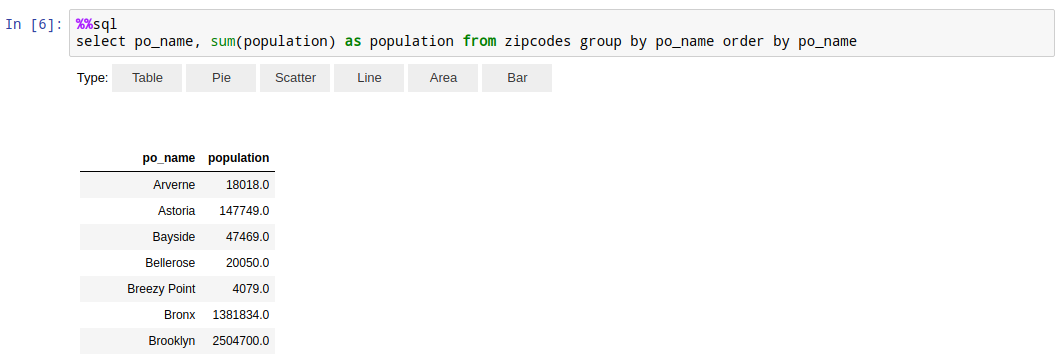 In [6]: %%sql
select po_name, sum(population) as population from zipcodes group by po_name order by po_name
Type: Table Pie Scatter Line Area Bar
po_name population
Arverne 18018.0
Astoria 147749.0
Bayside 47469.0
Bellerose 20050.0
Breezy Point 4079.0
Bronx 1381834.0
Brooklyn 2504700.0